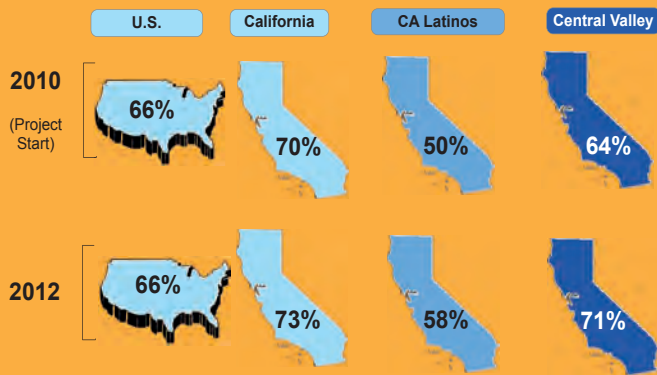 U.S.
California
CA Latinos
Central Valley
2010
(Project
Start)
66%
70%
50%
64%
2012
66%
73%
58%
71%